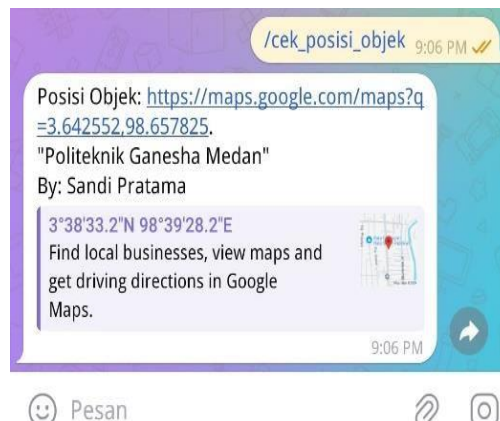 /cek_posisi_objek 9:06 PM
Posisi Objek: https://maps.google.com/maps?q
=3.642552,98.657825.
"Politeknik Ganesha Medan"
By: Sandi Pratama
3°38'33.2"N 98°39'28.2"E
Find local businesses, view maps and
get driving directions in Google
Maps.
9:06 PM
Pesan